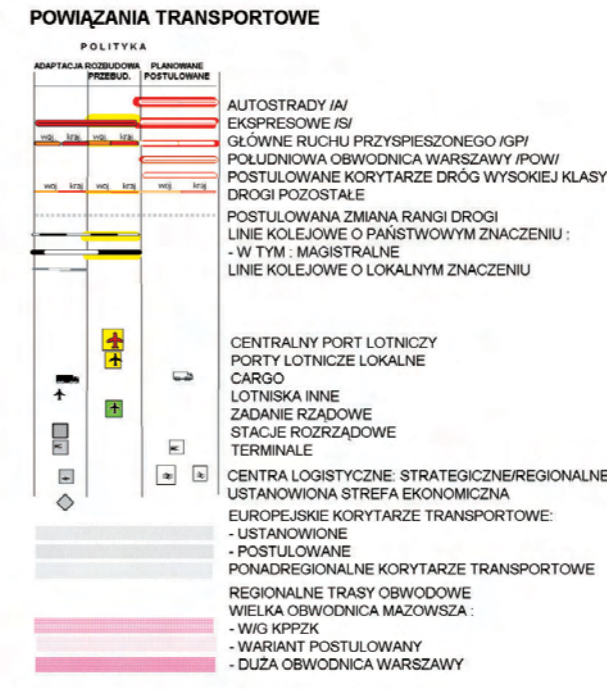 POWIĄZANIA TRANSPORTOWE
POLITYKA
ADAPTACJA ROZBUDOWA PLANOWANE
PRZEBUD. POSTULOWANE
AUTOSTRADY /A/
EKSPRESOWE /S/
woj. kraj. woj. kraj.
GŁÓWNE RUCHU PRZYSPIESZONEGO /GP/
POŁUDNIOWA OBWODNICA WARSZAWY /POW/
POSTULOWANE KORYTARZE DRÓG WYSOKIEJ KLASY
woj. kraj. woj. kraj. woj. kraj.
DROGI POZOSTAŁE
POSTULOWANA ZMIANA RANGI DROGI
LINIE KOLEJOWE O PAŃSTWOWYM ZNACZENIU :
- W TYM : MAGISTRALNE
LINIE KOLEJOWE O LOKALNYM ZNACZENIU
CENTRALNY PORT LOTNICZY
PORTY LOTNICZE LOKALNE
CARGO
LOTNISKA INNE
ZADANIE RZĄDOWE
STACJE ROZRZĄDOWE
TERMINALE
CENTRA LOGISTYCZNE: STRATEGICZNE/REGIONALNE
USTANOWIONA STREFA EKONOMICZNA
EUROPEJSKIE KORYTARZE TRANSPORTOWE:
- USTANOWIONE
- POSTULOWANE
PONADREGIONALNE KORYTARZE TRANSPORTOWE
REGIONALNE TRASY OBWODOWE
WIELKA OBWODNICA MAZOWSZA :
- W/G KPPZK
- WARIANT POSTULOWANY
- DUŻA OBWODNICA WARSZAWY